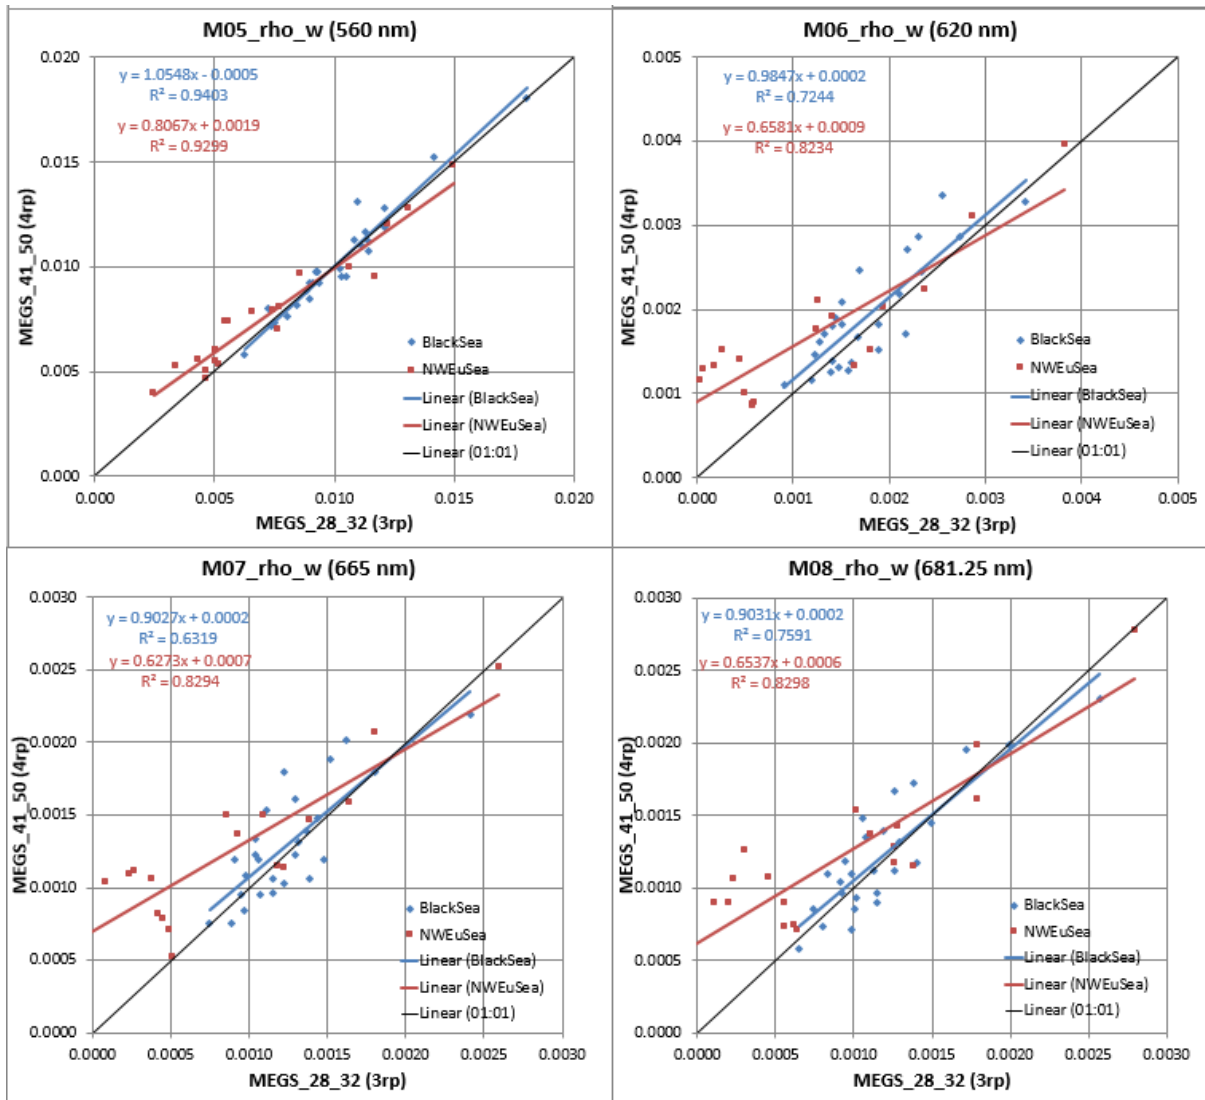 M05_rho_w (560 nm)
0.020
0.015
0.010
0.005
0.000
MEGS_41_50 (4rp)
y = 1.0548x - 0.0005
R² = 0.9403
y = 0.8067x + 0.0019
R² = 0.9299
BlackSea
NWEuSea
Linear (BlackSea)
Linear (NWEuSea)
Linear (01:01)
0.000 0.005 0.010 0.015 0.020
MEGS_28_32 (3rp)
M06_rho_w (620 nm)
0.005
0.004
0.003
0.002
0.001
0.000
MEGS_41_50 (4rp)
y = 0.9847x + 0.0002
R² = 0.7244
y = 0.6581x + 0.0009
R² = 0.8234
BlackSea
NWEuSea
Linear (BlackSea)
Linear (NWEuSea)
Linear (01:01)
0.000 0.001 0.002 0.003 0.004 0.005
MEGS_28_32 (3rp)
M07_rho_w (665 nm)
0.0030
0.0025
0.0020
0.0015
0.0010
0.0005
0.0000
MEGS_41_50 (4rp)
y = 0.9027x + 0.0002
R² = 0.6319
y = 0.6273x + 0.0007
R² = 0.8294
BlackSea
NWEuSea
Linear (BlackSea)
Linear (NWEuSea)
Linear (01:01)
0.0000 0.0005 0.0010 0.0015 0.0020 0.0025 0.0030
MEGS_28_32 (3rp)
M08_rho_w (681.25 nm)
0.0030
0.0025
0.0020
0.0015
0.0010
0.0005
0.0000
MEGS_41_50 (4rp)
y = 0.9031x + 0.0002
R² = 0.7591
y = 0.6537x + 0.0006
R² = 0.8298
BlackSea
NWEuSea
Linear (BlackSea)
Linear (NWEuSea)
Linear (01:01)
0.0000 0.0005 0.0010 0.0015 0.0020 0.0025 0.0030
MEGS_28_32 (3rp)